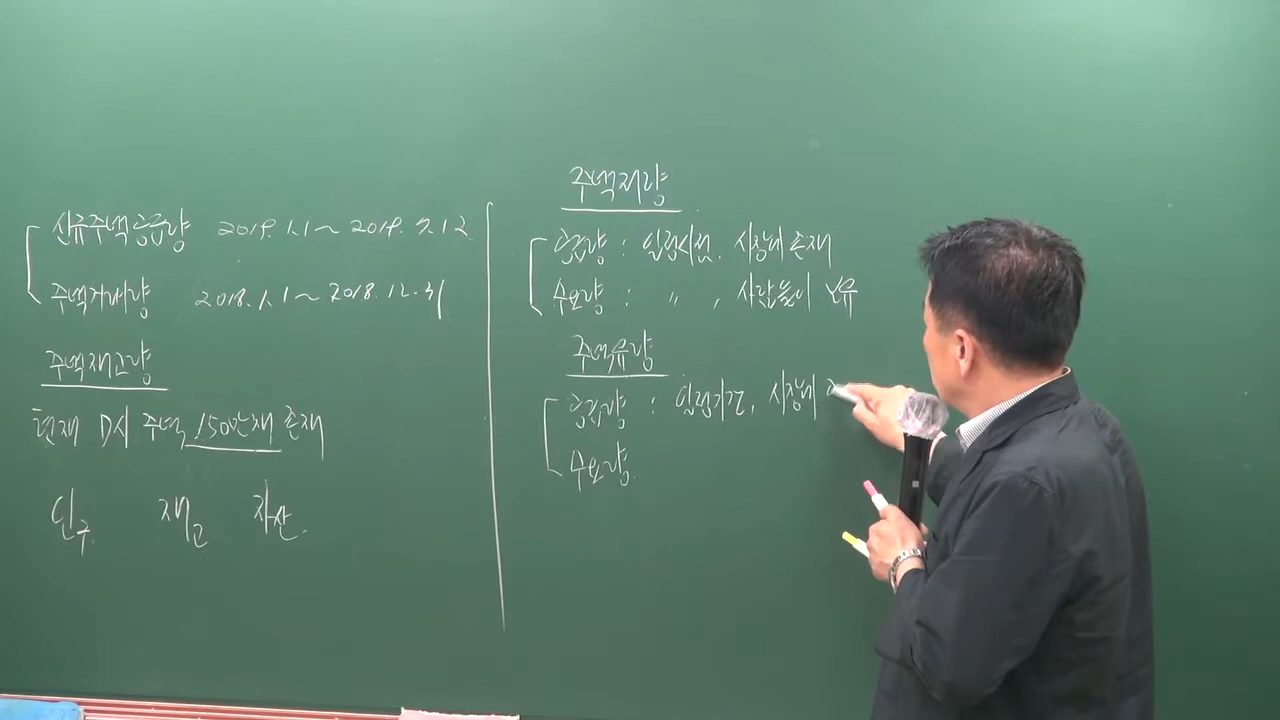 신규주택공급량 2019.1.1~2019.7.12
주택거래량 2018.1.1~2018.12.31
주택재고량
현재 D시 주택 150만채 존재
인구 재고 자산
주택저량
공급량 : 일정시점, 시장에 존재
수요량 : 〃 , 사람들이 보유
주택유량
공급량 : 일정기간, 시장에
수요량